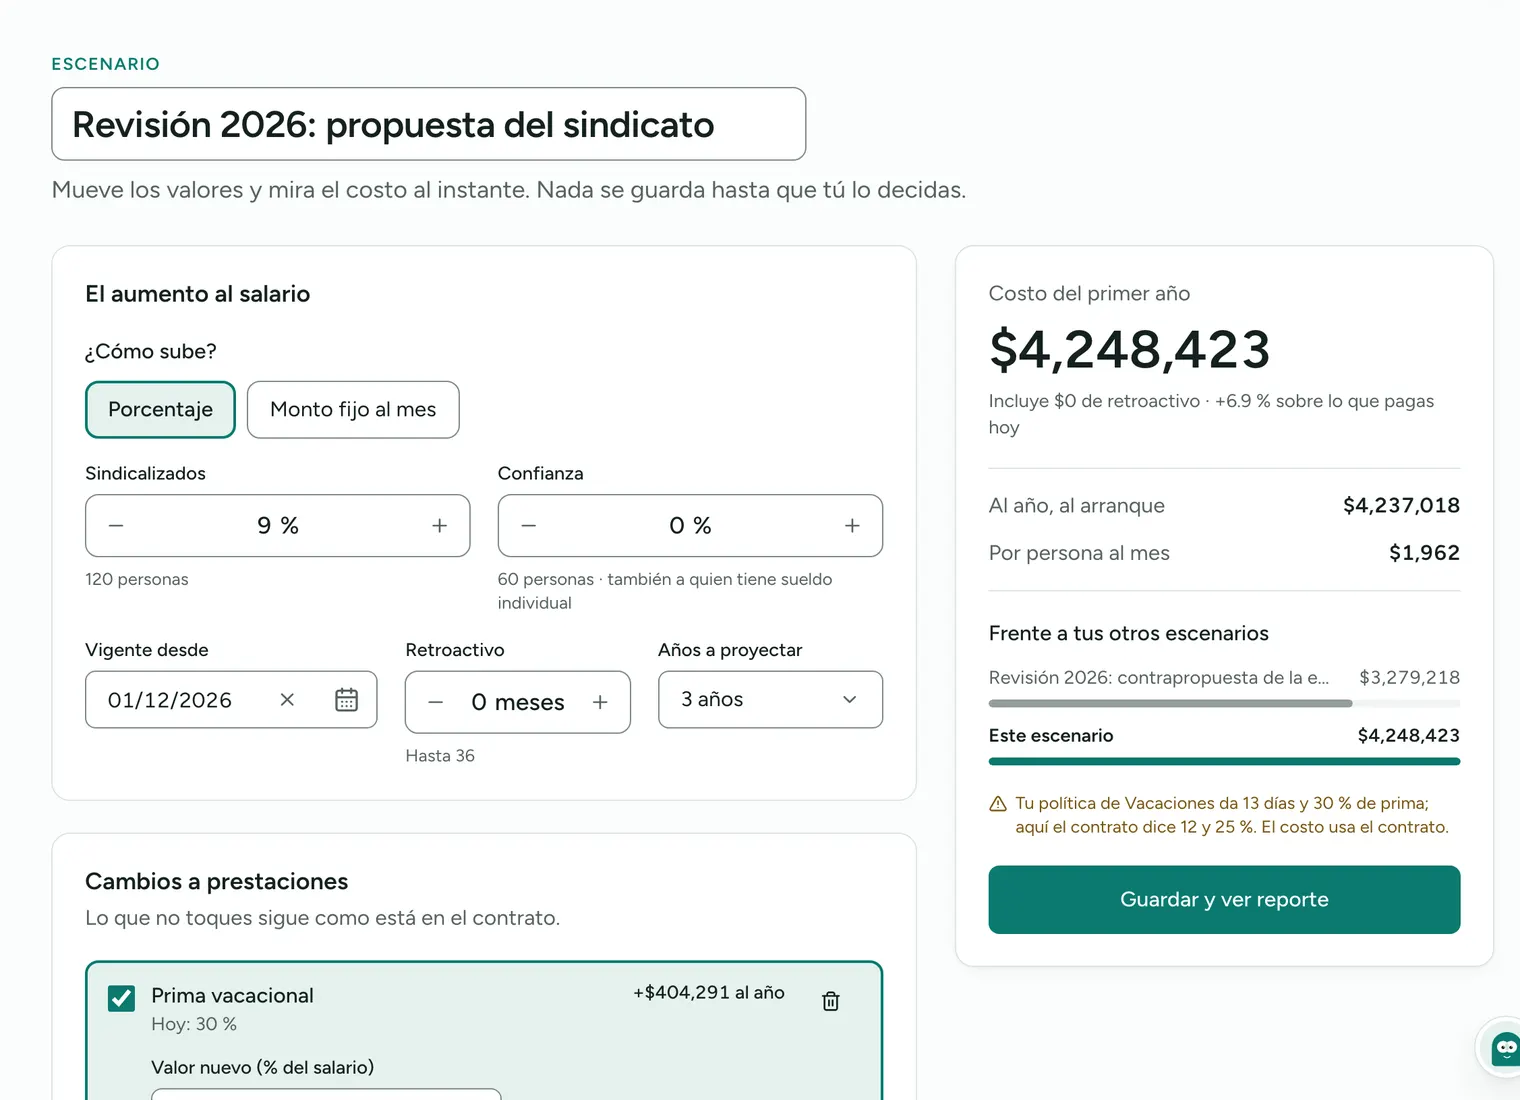 ESCENARIO
Revisión 2026: propuesta del sindicato
Mueve los valores y mira el costo al instante. Nada se guarda hasta que tú lo decidas.
El aumento al salario
¿Cómo sube?
Porcentaje
Monto fijo al mes
Sindicalizados
Confianza
− 9 % +
− 0 % +
120 personas
60 personas · también a quien tiene sueldo
individual
Vigente desde
Retroactivo
Años a proyectar
01/12/2026
− 0 meses +
3 años
Hasta 36
Cambios a prestaciones
Lo que no toques sigue como está en el contrato.
Prima vacacional
+$404,291 al año
Hoy: 30 %
Valor nuevo (% del salario)
Costo del primer año
$4,248,423
Incluye $0 de retroactivo · +6.9 % sobre lo que pagas
hoy
Al año, al arranque $4,237,018
Por persona al mes $1,962
Frente a tus otros escenarios
Revisión 2026: contrapropuesta de la e... $3,279,218
Este escenario $4,248,423
Tu política de Vacaciones da 13 días y 30 % de prima;
aquí el contrato dice 12 y 25 %. El costo usa el contrato.
Guardar y ver reporte